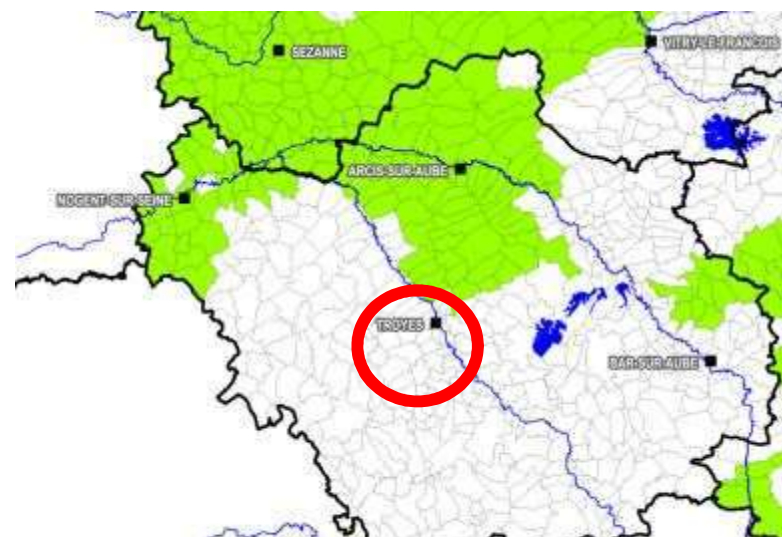 SEZANNE
VITRY-LE-FRANCOIS
ARCIS-SUR-AUBE
NOGENT-SUR-SEINE
TROYES
BAR-SUR-AUBE